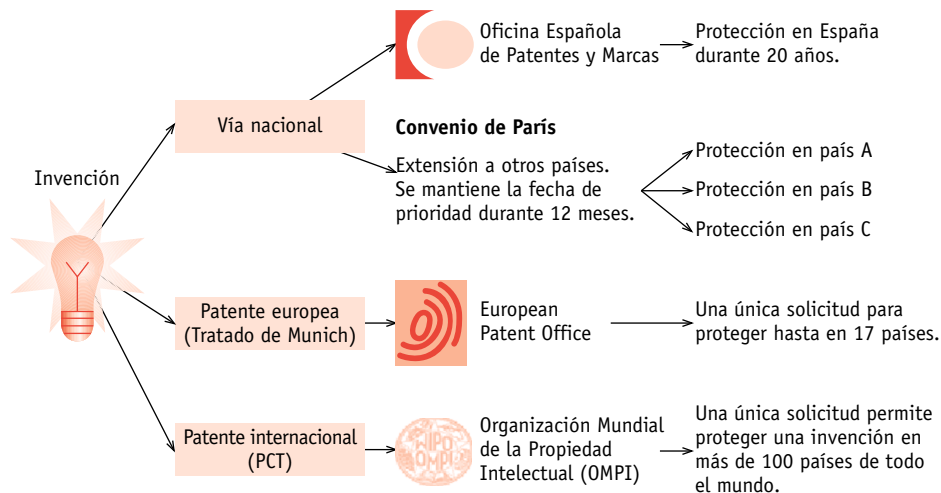 Invención
Vía nacional
Oficina Española
de Patentes y Marcas
Protección en España
durante 20 años.
Convenio de París
Extensión a otros países.
Se mantiene la fecha de
prioridad durante 12 meses.
Protección en país A
Protección en país B
Protección en país C
Patente europea
(Tratado de Munich)
European
Patent Office
Una única solicitud para
proteger hasta en 17 países.
Patente internacional
(PCT)
WIPO
OMPI
Organización Mundial
de la Propiedad
Intelectual (OMPI)
Una única solicitud permite
proteger una invención en
más de 100 países de todo
el mundo.